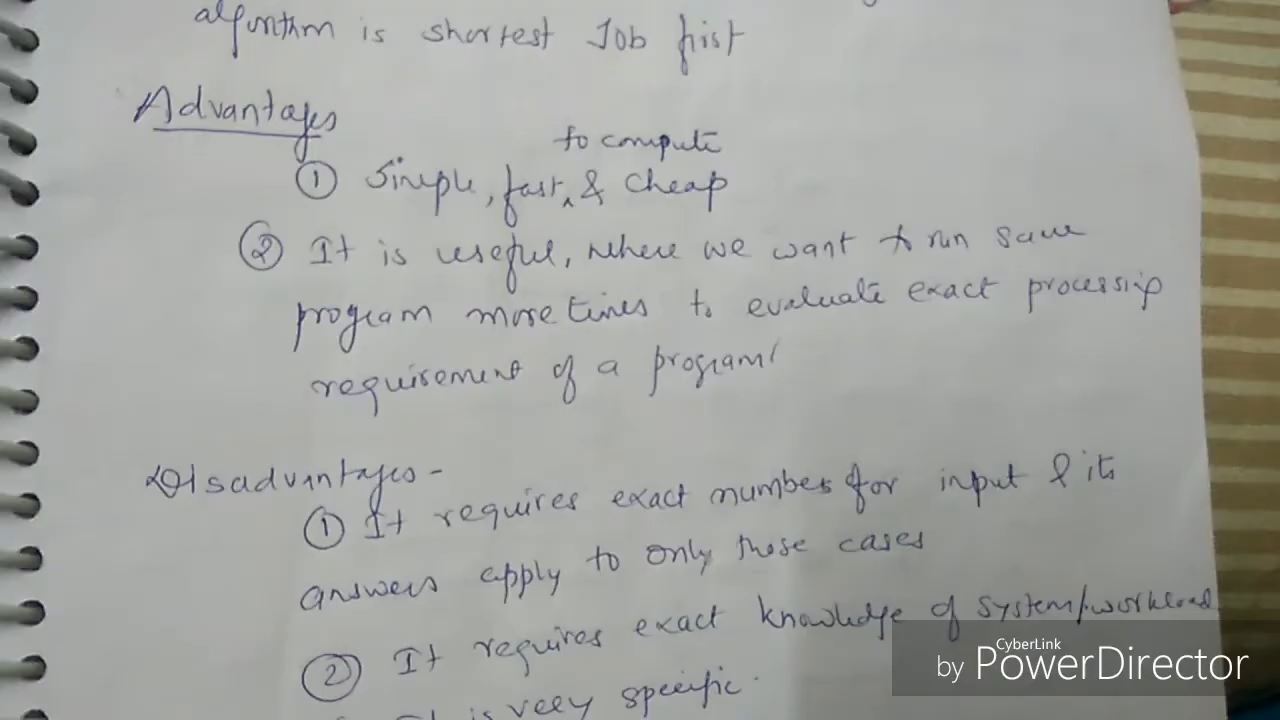 algorithm is shortest Job first
Advantages
to compute
① Simple, fast ^ & cheap
② It is useful, where we want to run same
program more times to evaluate exact processing
requirement of a program
Disadvantages -
① It requires exact number for input & its
answers apply to only those cases
② It requires exact knowledge of system/workload
It is very specific.
CyberLink
by PowerDirector